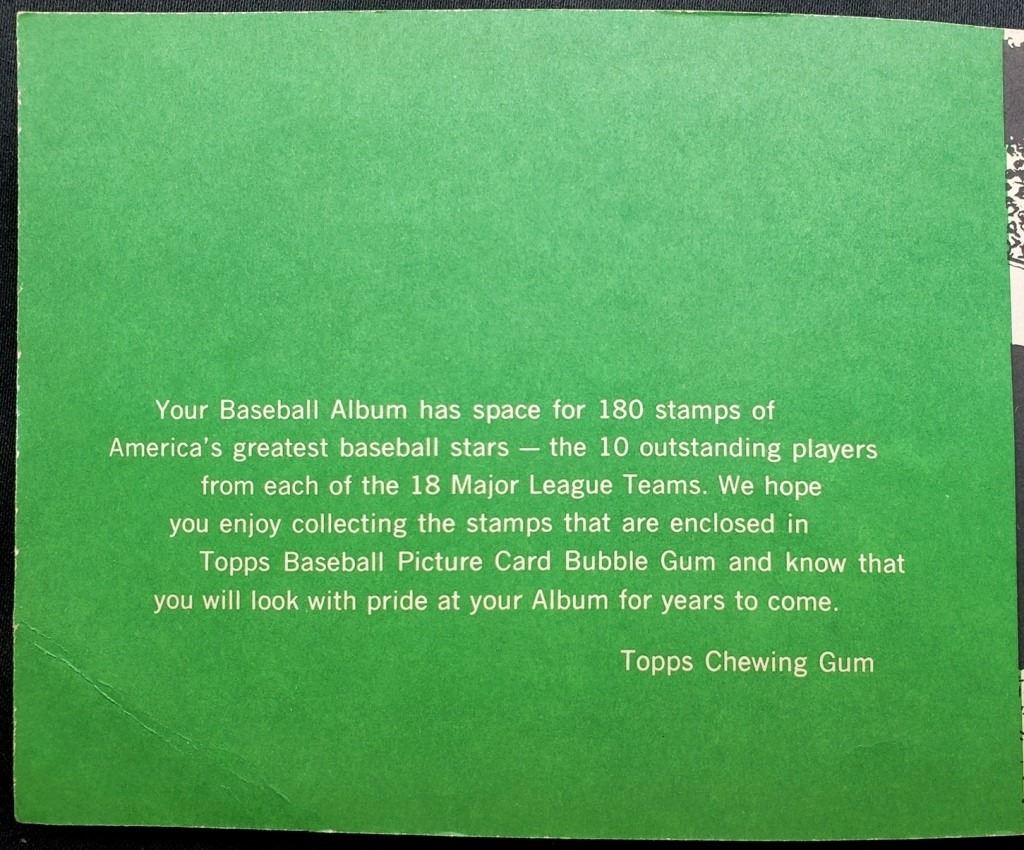 Your Baseball Album has space for 180 stamps of
America's greatest baseball stars — the 10 outstanding players
from each of the 18 Major League Teams. We hope
you enjoy collecting the stamps that are enclosed in
Topps Baseball Picture Card Bubble Gum and know that
you will look with pride at your Album for years to come.
Topps Chewing Gum